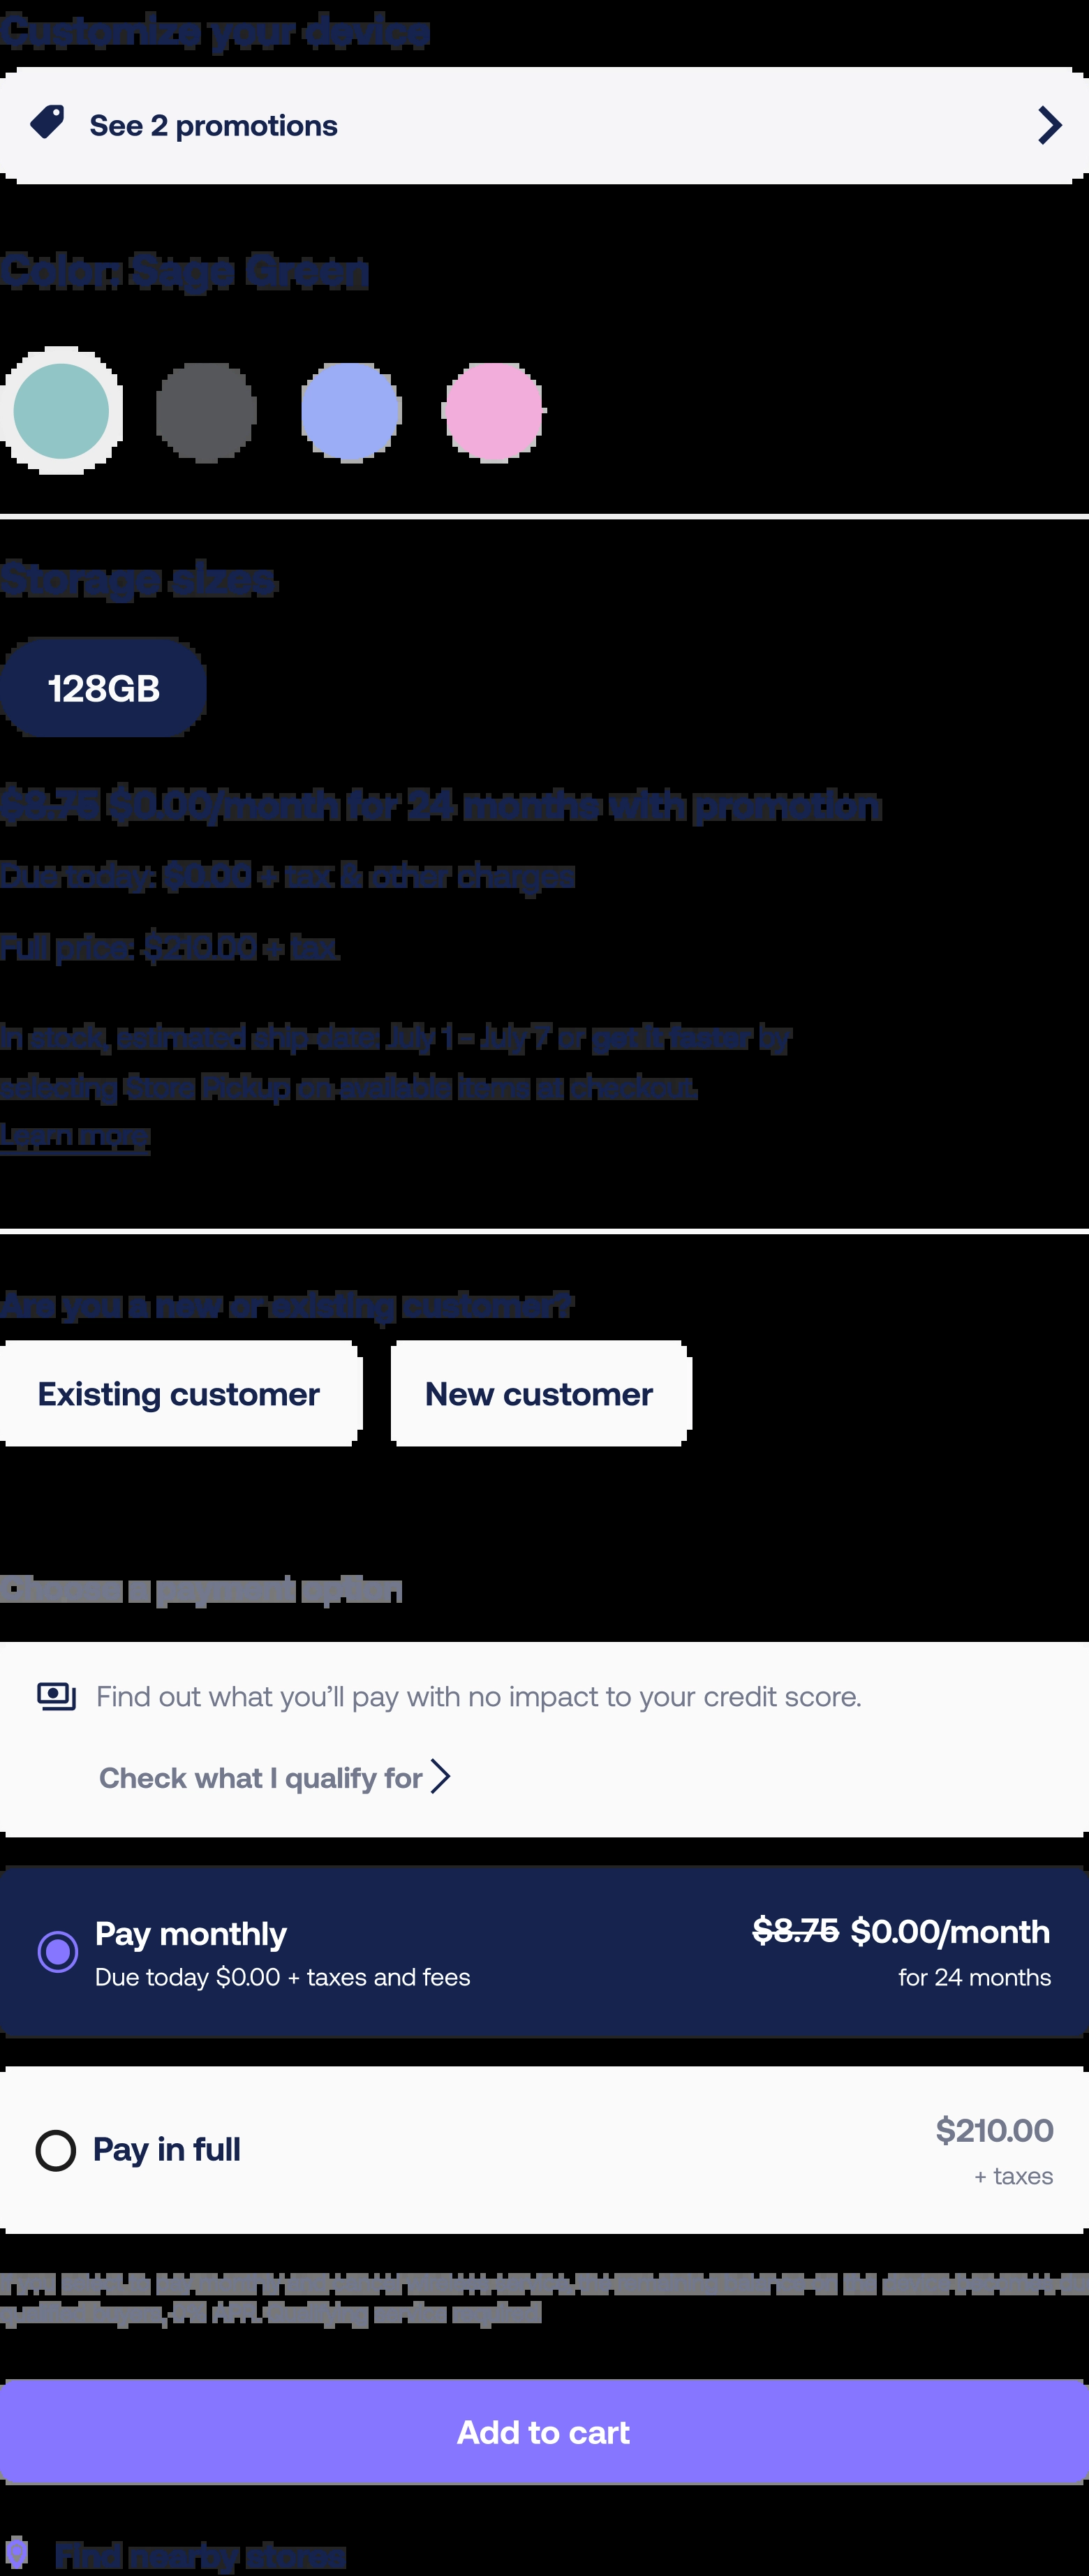 Customize your device
See 2 promotions
Color: Sage Green
Storage sizes
128GB
$8.75 $0.00/month for 24 months with promotion
Due today: $0.00 + tax & other charges
Full price: $210.00 + tax
In stock, estimated ship date: July 1 - July 7 or get it faster by
selecting Store Pickup on available items at checkout.
Learn more
Are you a new or existing customer?
Existing customer
New customer
Choose a payment option
Find out what you’ll pay with no impact to your credit score.
Check what I qualify for
Pay monthly
$8.75 $0.00/month
Due today $0.00 + taxes and fees
for 24 months
Pay in full
$210.00
+ taxes
Add to cart
Find nearby stores